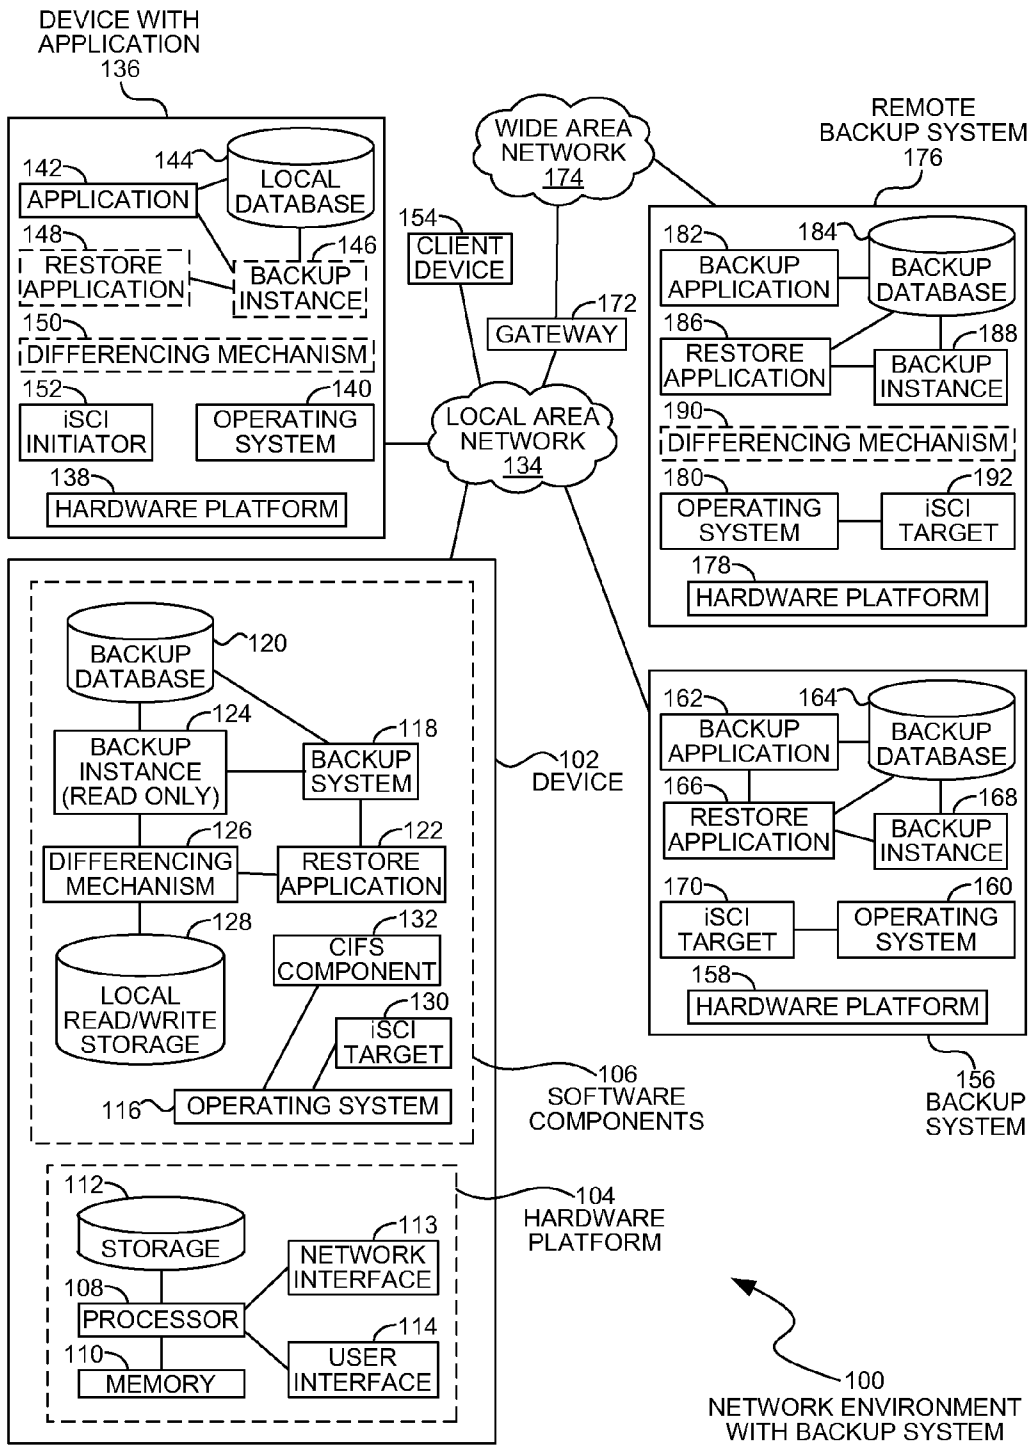 DEVICE WITH
APPLICATION
136
144
LOCAL
DATABASE
142
APPLICATION
148
RESTORE
APPLICATION
146
BACKUP
INSTANCE
150
DIFFERENCING MECHANISM
152
iSCI
INITIATOR
140
OPERATING
SYSTEM
138
HARDWARE PLATFORM
WIDE AREA
NETWORK
174
154
CLIENT
DEVICE
172
GATEWAY
LOCAL AREA
NETWORK
134
REMOTE
BACKUP SYSTEM
176
182
BACKUP
APPLICATION
184
BACKUP
DATABASE
186
RESTORE
APPLICATION
188
BACKUP
INSTANCE
190
DIFFERENCING MECHANISM
180
OPERATING
SYSTEM
192
iSCI
TARGET
178
HARDWARE PLATFORM
120
BACKUP
DATABASE
124
BACKUP
INSTANCE
(READ ONLY)
118
BACKUP
SYSTEM
126
DIFFERENCING
MECHANISM
122
RESTORE
APPLICATION
128
LOCAL
READ/WRITE
STORAGE
132
CIFS
COMPONENT
130
iSCI
TARGET
116
OPERATING SYSTEM
102
DEVICE
106
SOFTWARE
COMPONENTS
162
BACKUP
APPLICATION
164
BACKUP
DATABASE
166
RESTORE
APPLICATION
168
BACKUP
INSTANCE
170
iSCI
TARGET
160
OPERATING
SYSTEM
158
HARDWARE PLATFORM
156
BACKUP
SYSTEM
112
STORAGE
108
PROCESSOR
110
MEMORY
113
NETWORK
INTERFACE
114
USER
INTERFACE
104
HARDWARE
PLATFORM
100
NETWORK ENVIRONMENT
WITH BACKUP SYSTEM